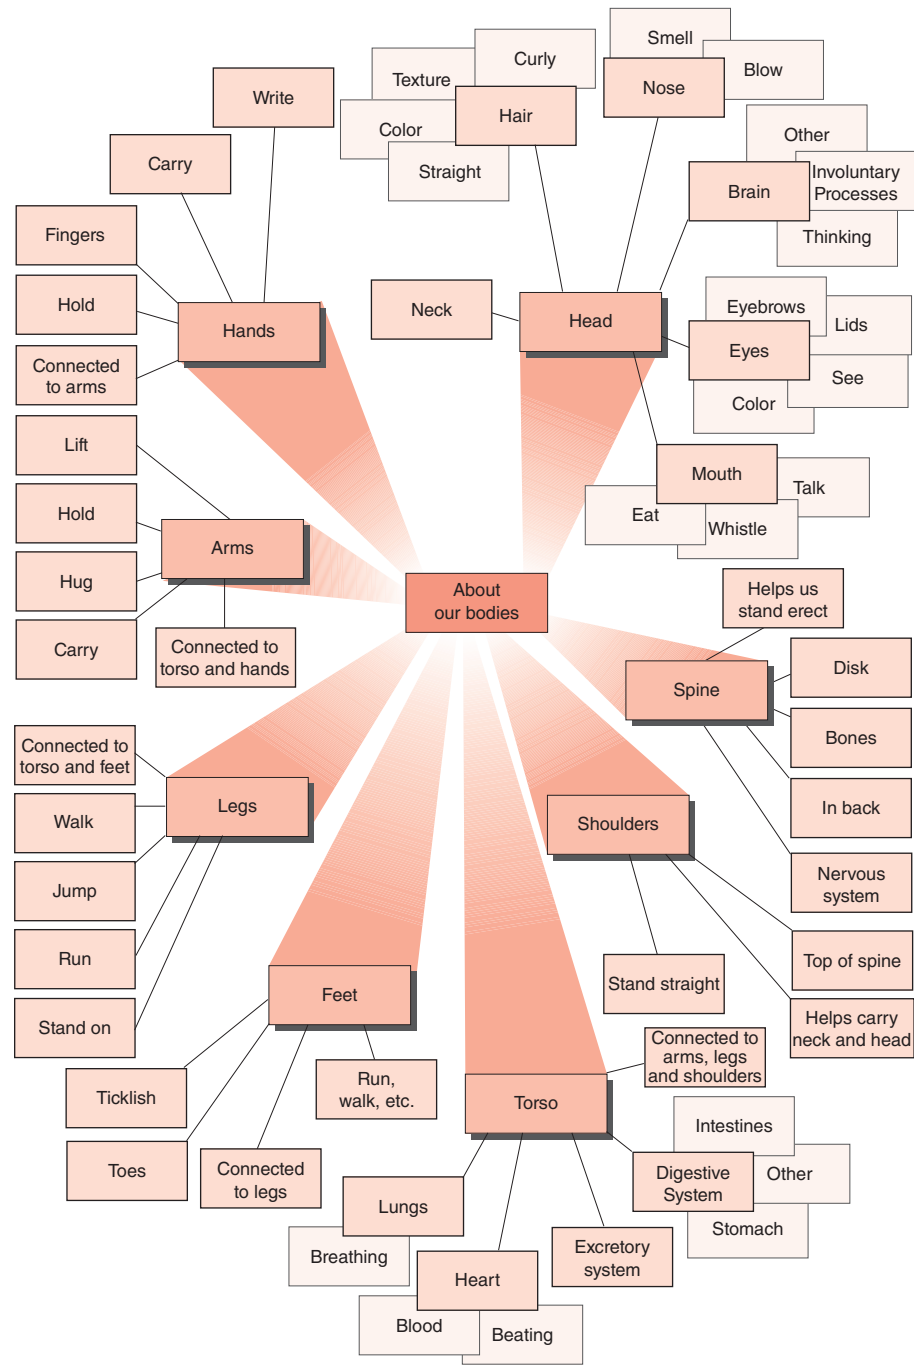 Smell
Curly
Blow
Texture
Nose
Write
Hair
Color
Other
Carry
Straight
Involuntary
Processes
Brain
Thinking
Fingers
Hold
Neck
Head
Eyebrows
Hands
Lids
Eyes
Connected
to arms
See
Color
Lift
Mouth
Talk
Eat
Whistle
Hold
Arms
About
our bodies
Hug
Helps us
stand erect
Carry
Connected to
torso and hands
Disk
Spine
Bones
Connected to
torso and feet
Legs
In back
Walk
Shoulders
Jump
Nervous
system
Run
Top of spine
Stand straight
Feet
Stand on
Helps carry
neck and head
Connected to
arms, legs
and shoulders
Run,
walk, etc.
Ticklish
Torso
Intestines
Toes
Connected
to legs
Digestive
System
Other
Lungs
Stomach
Breathing
Excretory
system
Heart
Blood
Beating